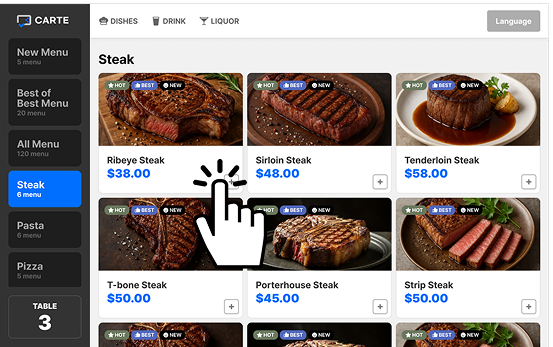 CARTE
DISHES
DRINK
LIQUOR
Language
New Menu
5 menu
Best of
Best Menu
20 menu
All Menu
120 menu
Steak
6 menu
Pasta
6 menu
Pizza
5 menu
TABLE
3
Steak
HOT BEST NEW
Ribeye Steak
$38.00
HOT BEST NEW
Sirloin Steak
$48.00
HOT BEST NEW
Tenderloin Steak
$58.00
HOT BEST NEW
T-bone Steak
$50.00
HOT BEST NEW
Porterhouse Steak
$45.00
HOT BEST NEW
Strip Steak
$50.00
HOT BEST NEW
HOT BEST NEW
HOT BEST NEW